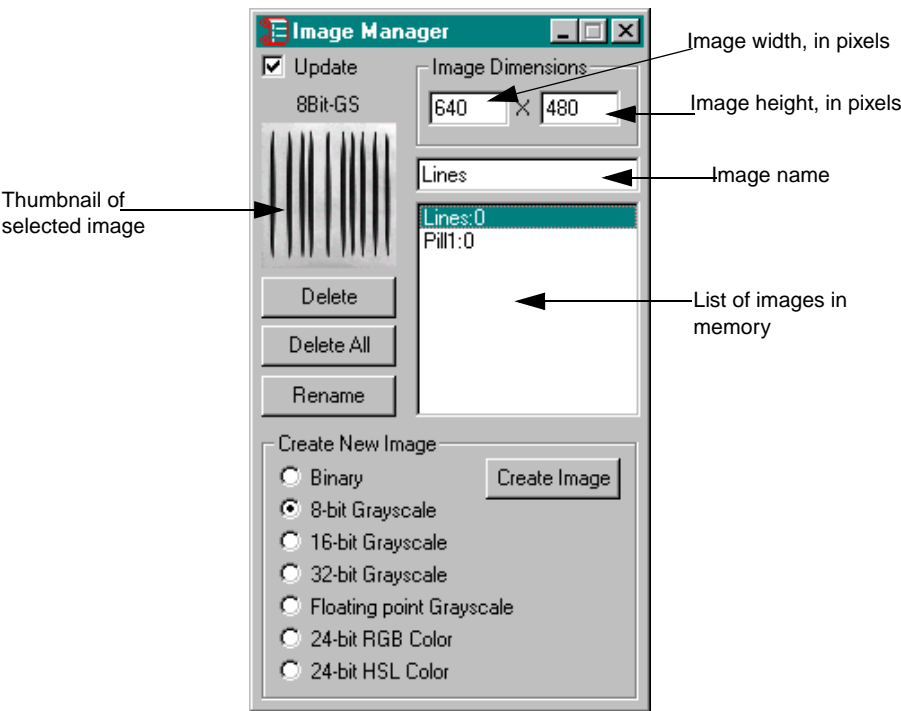 Image Manager
Image width, in pixels
Update
Image Dimensions
8Bit-GS
640 X 480
Image height, in pixels
Lines
Image name
Thumbnail of
selected image
Lines:0
Pill1:0
Delete
List of images in
memory
Delete All
Rename
Create New Image
Binary
Create Image
8-bit Grayscale
16-bit Grayscale
32-bit Grayscale
Floating point Grayscale
24-bit RGB Color
24-bit HSL Color